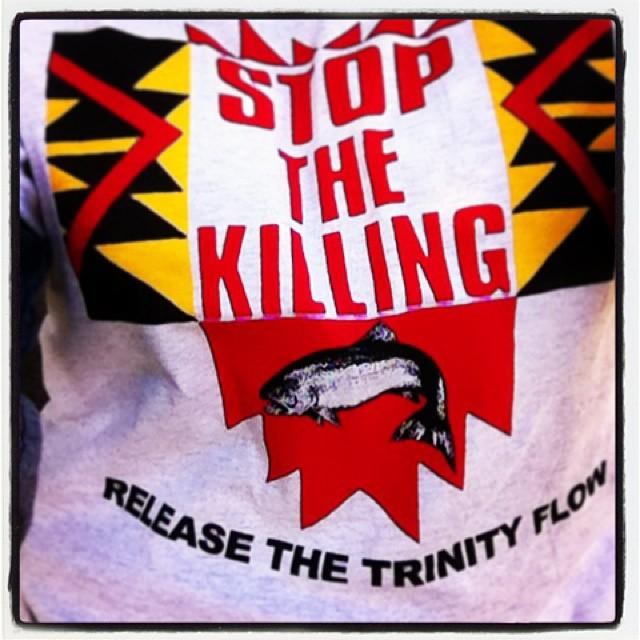 STOP
THE
KILLING
RELEASE THE TRINITY FLOW